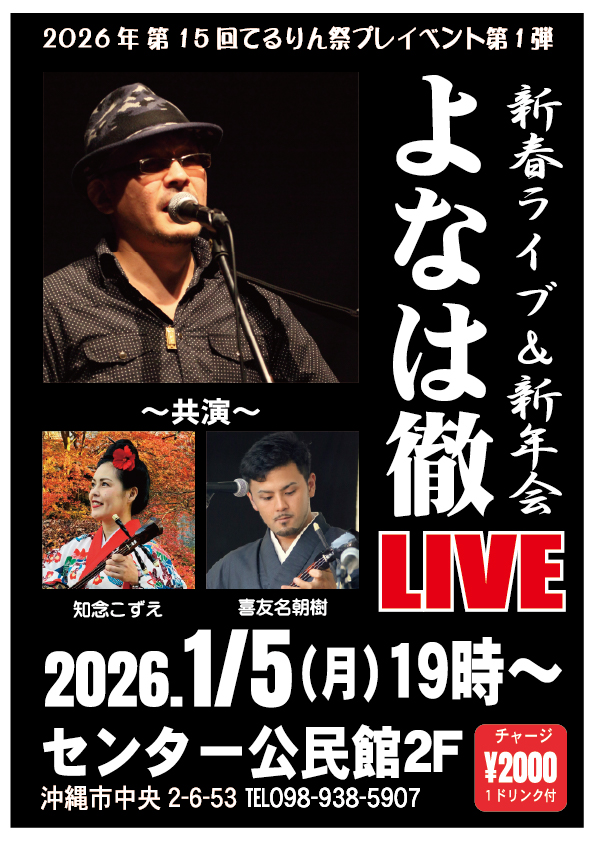 2026年第15回てるりん祭プレイベント第1弾
新春ライブ&新年会
よなは徹
LIVE
~共演~
知念こずえ
喜友名朝樹
2026.1/5(月)19時~
センター公民館2F
沖縄市中央 2-6-53 TEL098-938-5907
チャージ
¥2000
1ドリンク付